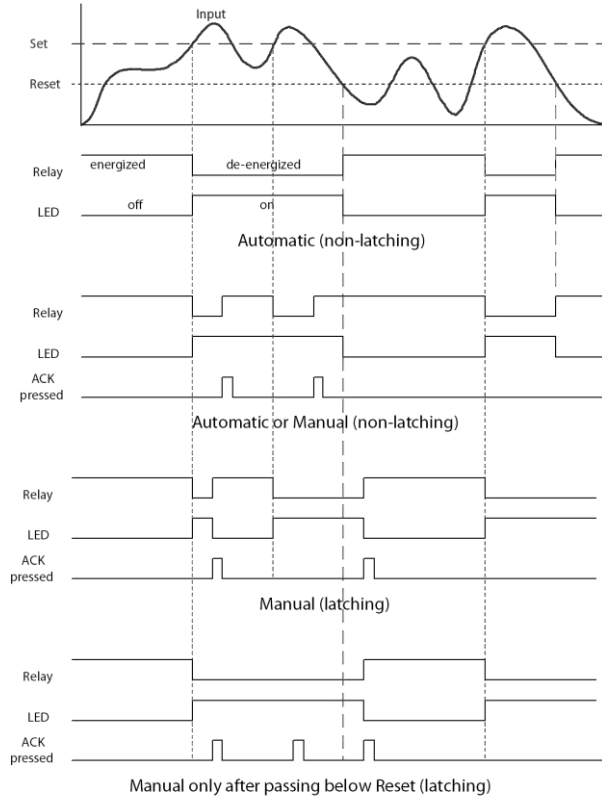 Input
Set
Reset
energized
de-energized
Relay
off
on
LED
Automatic (non-latching)
Relay
LED
ACK
pressed
Automatic or Manual (non-latching)
Relay
LED
ACK
pressed
Manual (latching)
Relay
LED
ACK
pressed
Manual only after passing below Reset (latching)